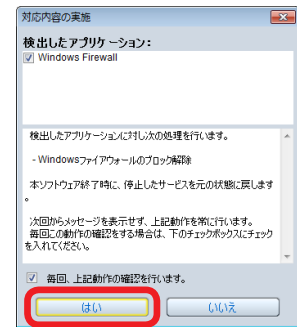 対応内容の実施
検出したアプリケーション：
Windows Firewall
検出したアプリケーションに対し次の処理を行います。
- Windowsファイアウォールのブロック解除
本ソフトウェア終了時に、停止したサービスを元の状態に戻します
。
次回からメッセージを表示せず、上記動作を常に行います。
毎回この動作の確認をする場合は、下のチェックボックスにチェック
を入れてください。
毎回、上記動作の確認を行います。
はい
いいえ